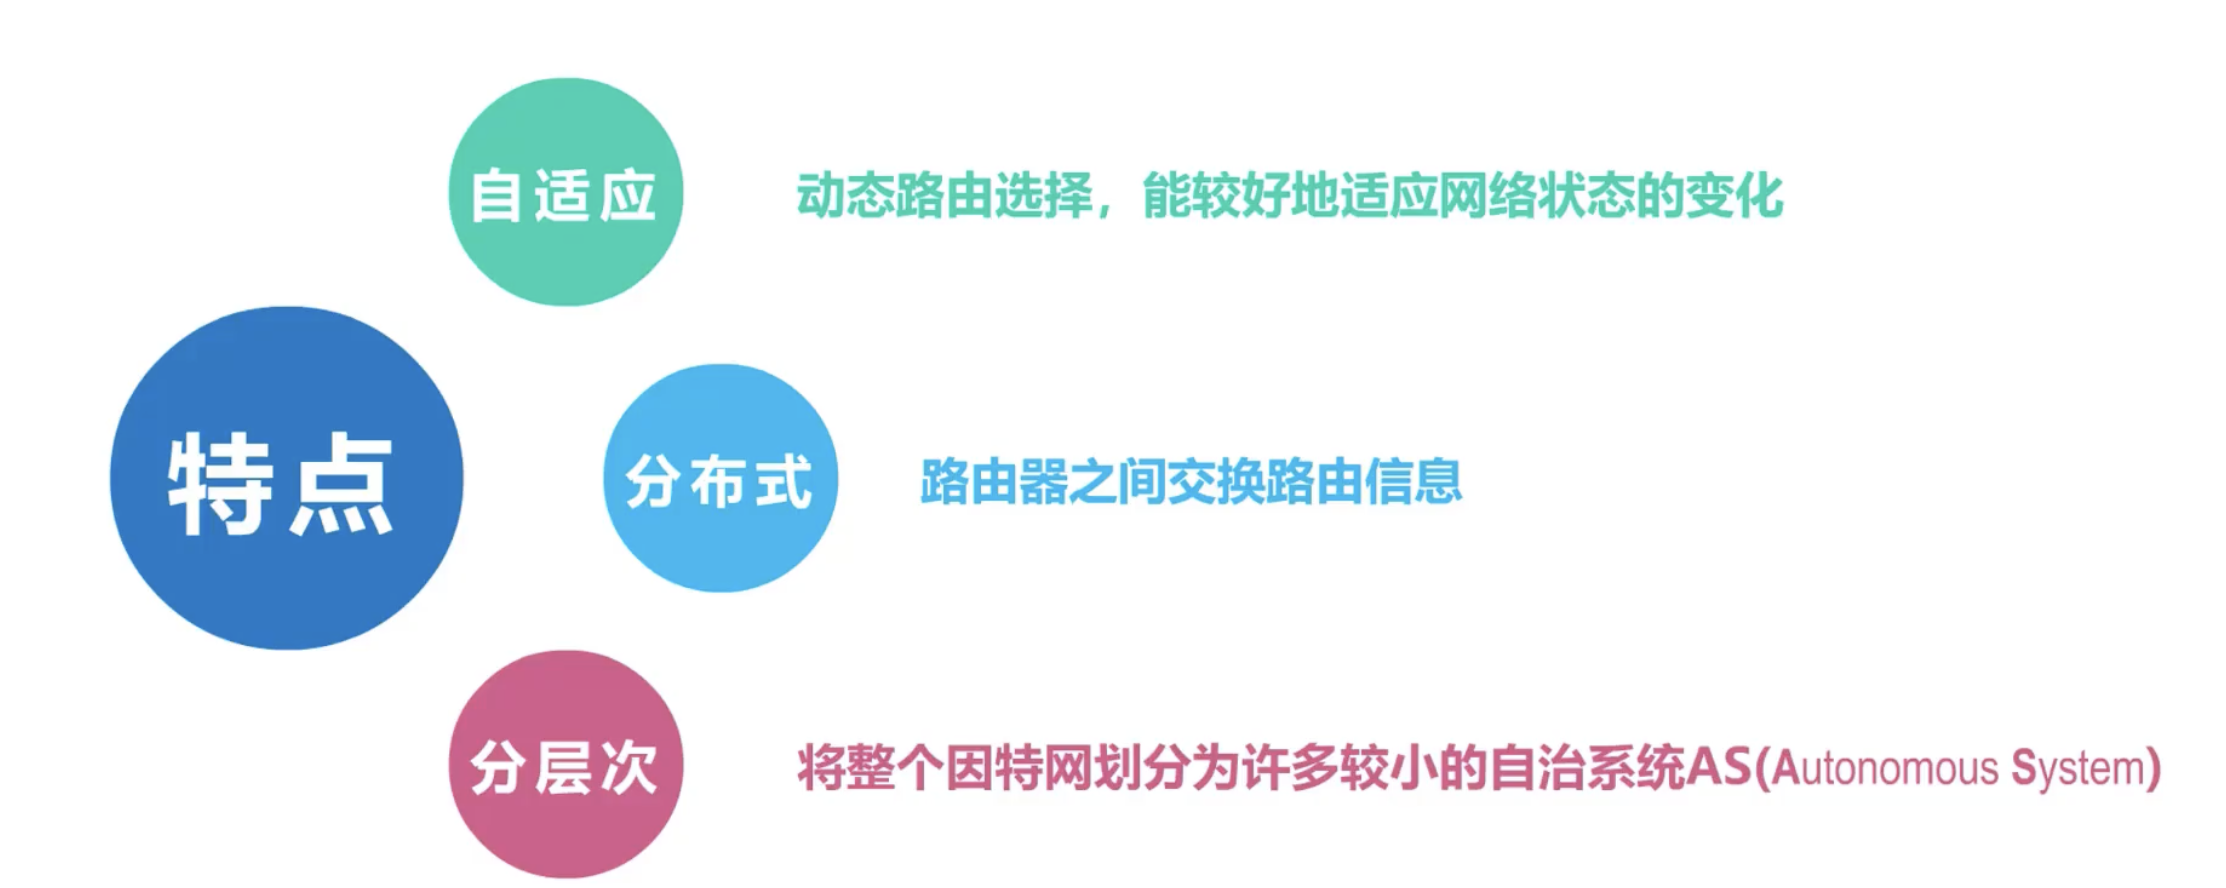 自适应
动态路由选择，能较好地适应网络状态的变化
特点
分布式
路由器之间交换路由信息
分层次
将整个因特网划分为许多较小的自治系统AS(Autonomous System)